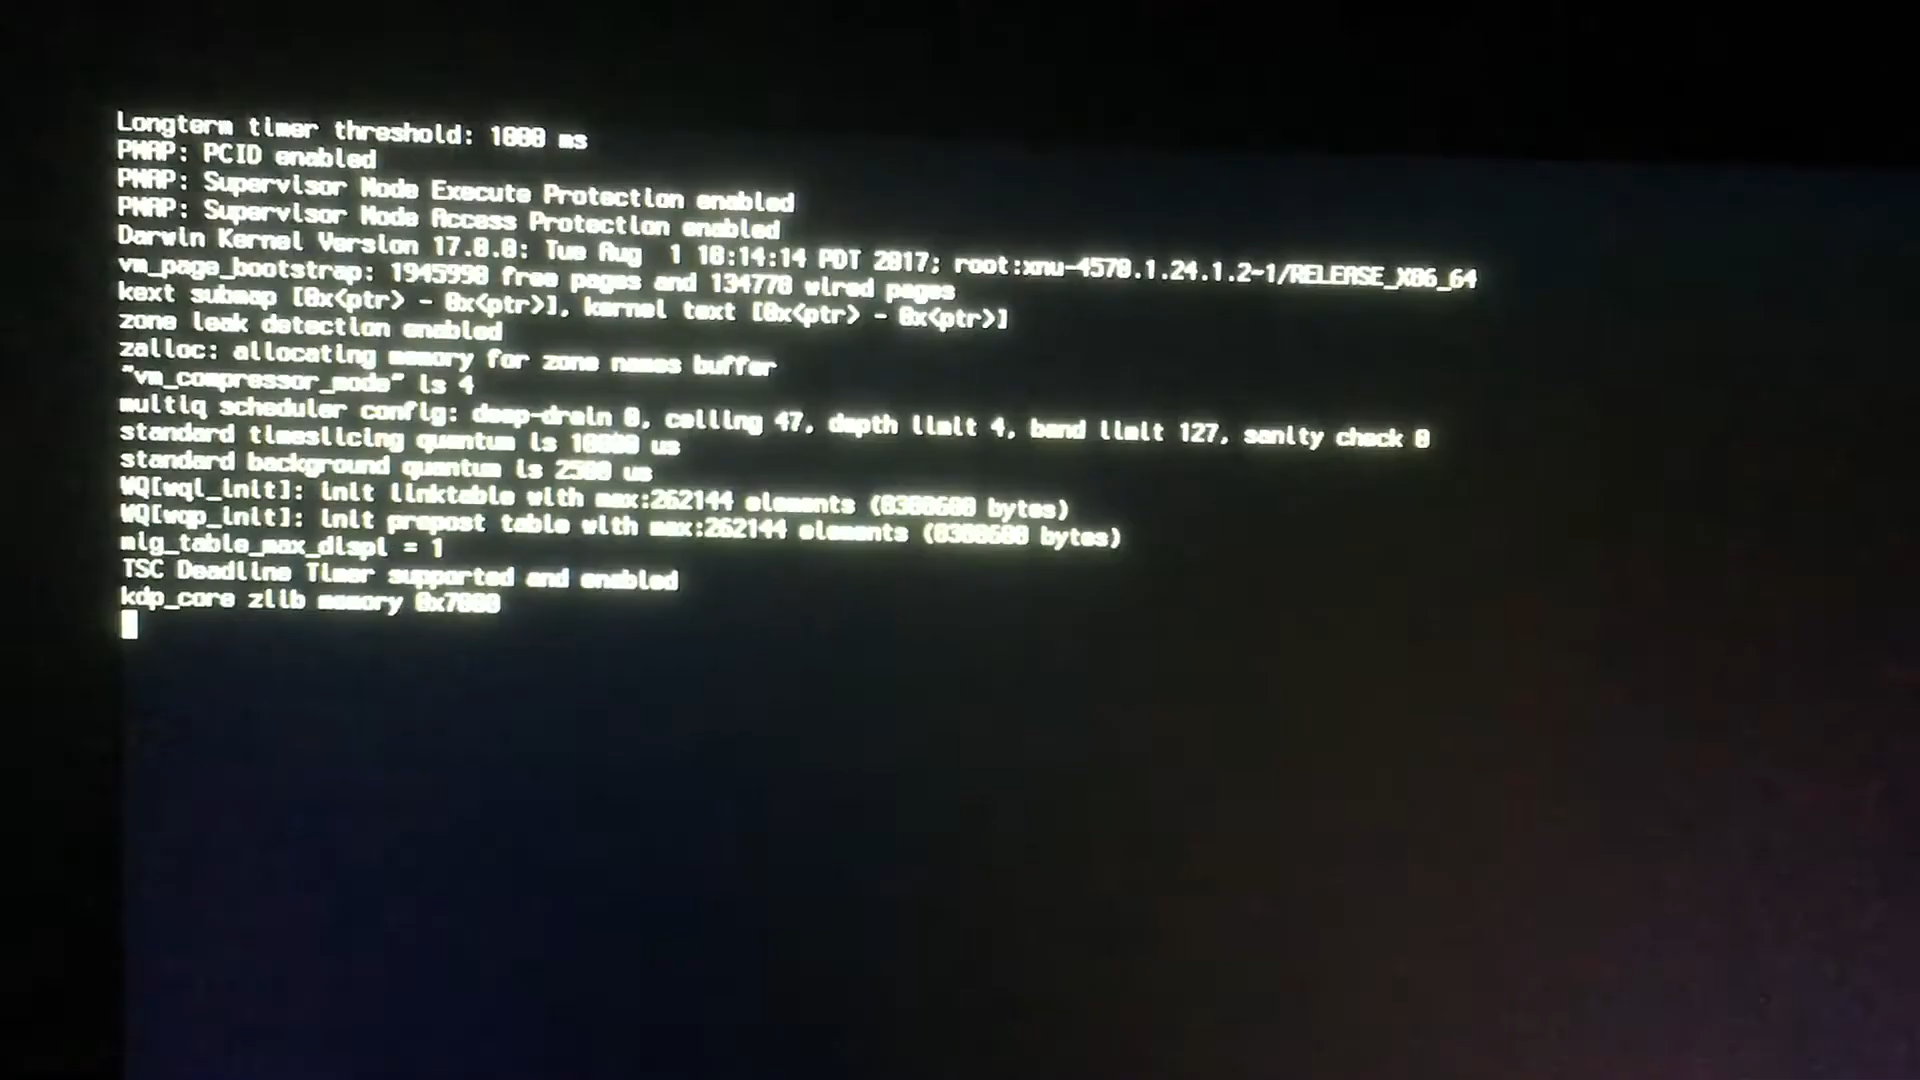 Longterm timer threshold: 1000 ms
PMAP: PCID enabled
PMAP: Supervisor Mode Execute Protection enabled
PMAP: Supervisor Mode Access Protection enabled
Darwin Kernel Version 17.0.0: Tue Aug  1 18:14:14 PDT 2017; root:xnu-4570.1.24.1.2~1/RELEASE_X86_64
vm_page_bootstrap: 1945990 free pages and 134778 wired pages
kext submap [0x<ptr> - 0x<ptr>], kernel text [0x<ptr> - 0x<ptr>]
zone leak detection enabled
zalloc: allocating memory for zone names buffer
"vm_compressor_mode" is 4
multiq scheduler config: deep-drain 0, ceiling 47, depth limit 4, band limit 127, sanity check 0
standard timeslicing quantum is 10000 us
standard background quantum is 2500 us
WQ[wql_init]: init linktable with max:262144 elements (8388608 bytes)
WQ[wqp_init]: init prepost table with max:262144 elements (8388608 bytes)
mig_table_max_displ = 1
TSC Deadline Timer supported and enabled
kdp_core zlib memory 0x7000